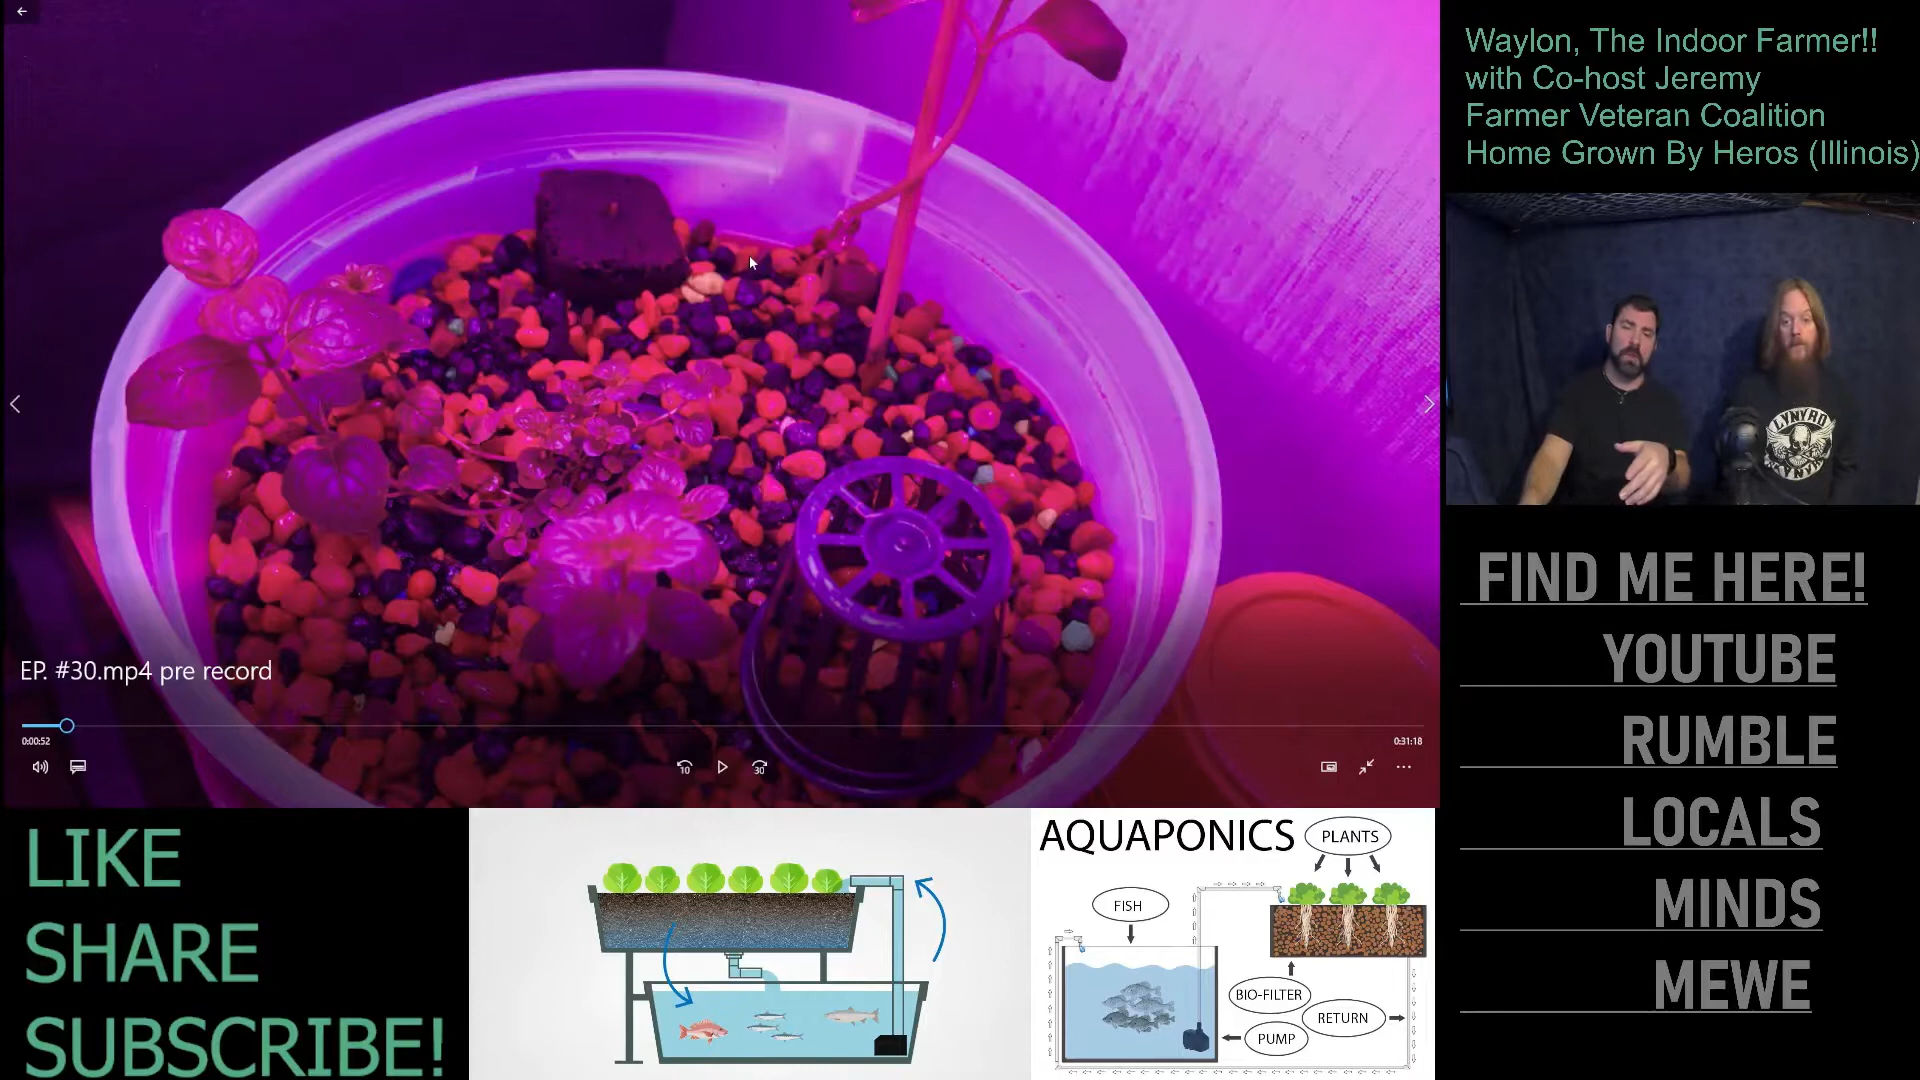 Waylon, The Indoor Farmer!!
with Co-host Jeremy
Farmer Veteran Coalition
Home Grown By Heros (Illinois)
LYNYRD
FIND ME HERE!
YOUTUBE
RUMBLE
LOCALS
MINDS
MEWE
EP. #30.mp4 pre record
0:00:52
0:31:18
10
30
LIKE
SHARE
SUBSCRIBE!
AQUAPONICS
PLANTS
FISH
BIO-FILTER
RETURN
PUMP